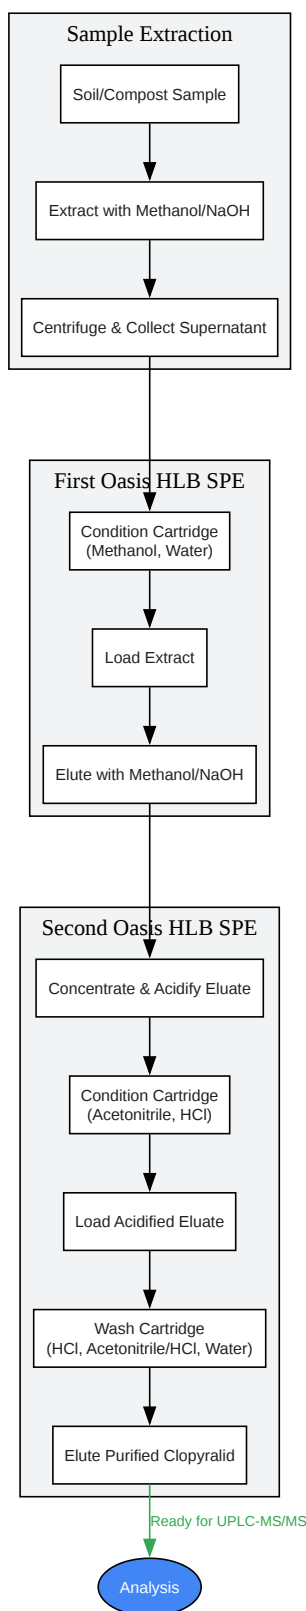 Sample Extraction
Soil/Compost Sample
Extract with Methanol/NaOH
Centrifuge & Collect Supernatant
First Oasis HLB SPE
Condition Cartridge
(Methanol, Water)
Load Extract
Elute with Methanol/NaOH
Second Oasis HLB SPE
Concentrate & Acidify Eluate
Condition Cartridge
(Acetonitrile, HCl)
Load Acidified Eluate
Wash Cartridge
(HCl, Acetonitrile/HCl, Water)
Elute Purified Clopyralid
Ready for UPLC-MS/MS
Analysis